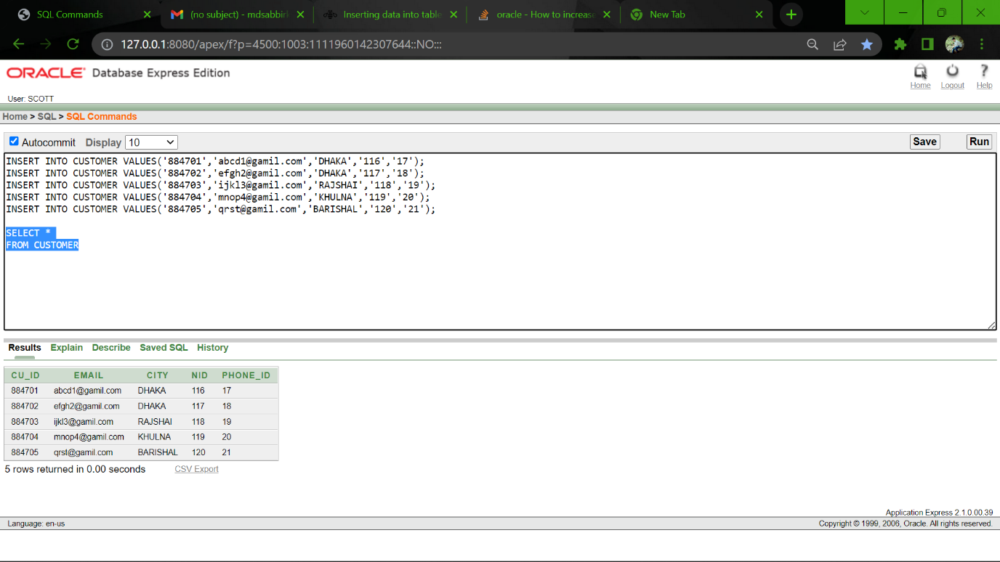 SQL Commands
(no subject) - mdsabbirk
Inserting data into table
oracle - How to increase
New Tab
127.0.0.1:8080/apex/f?p=4500:1003:1111960142307644::NO:::
ORACLE® Database Express Edition
Home Logout Help
User: SCOTT
Home > SQL > SQL Commands
Autocommit Display 10 Save Run
INSERT INTO CUSTOMER VALUES('884701','abcd1@gamil.com','DHAKA','116','17');
INSERT INTO CUSTOMER VALUES('884702','efgh2@gamil.com','DHAKA','117','18');
INSERT INTO CUSTOMER VALUES('884703','ijkl3@gamil.com','RAJSHAI','118','19');
INSERT INTO CUSTOMER VALUES('884704','mnop4@gamil.com','KHULNA','119','20');
INSERT INTO CUSTOMER VALUES('884705','qrst@gamil.com','BARISHAL','120','21');
SELECT *
FROM CUSTOMER
Results Explain Describe Saved SQL History
CU_ID EMAIL CITY NID PHONE_ID
884701 abcd1@gamil.com DHAKA 116 17
884702 efgh2@gamil.com DHAKA 117 18
884703 ijkl3@gamil.com RAJSHAI 118 19
884704 mnop4@gamil.com KHULNA 119 20
884705 qrst@gamil.com BARISHAL 120 21
5 rows returned in 0.00 seconds CSV Export
Application Express 2.1.0.00.39
Language: en-us Copyright © 1999, 2006, Oracle. All rights reserved.